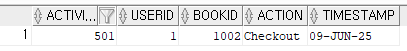 ACTIVI... USERID BOOKID ACTION TIMESTAMP
1 501 1 1002 Checkout 09-JUN-25